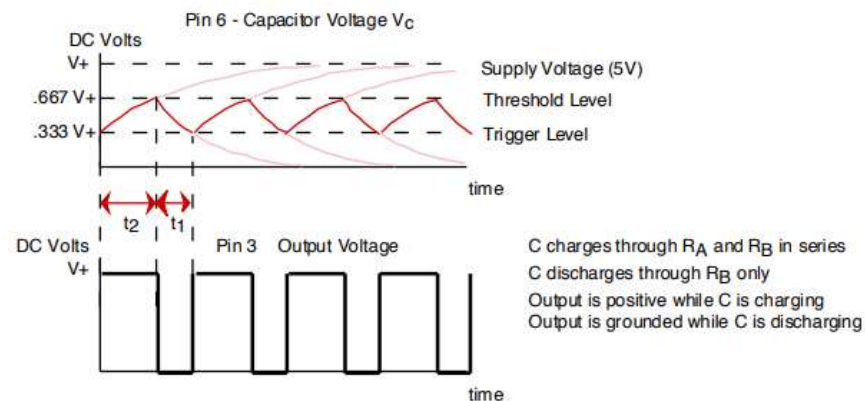 Pin 6 - Capacitor Voltage VC
DC Volts
V+
Supply Voltage (5V)
.667 V+
Threshold Level
.333 V+
Trigger Level
time
t2
t1
DC Volts
Pin 3 Output Voltage
V+
C charges through RA and RB in series
C discharges through RB only
Output is positive while C is charging
Output is grounded while C is discharging
time